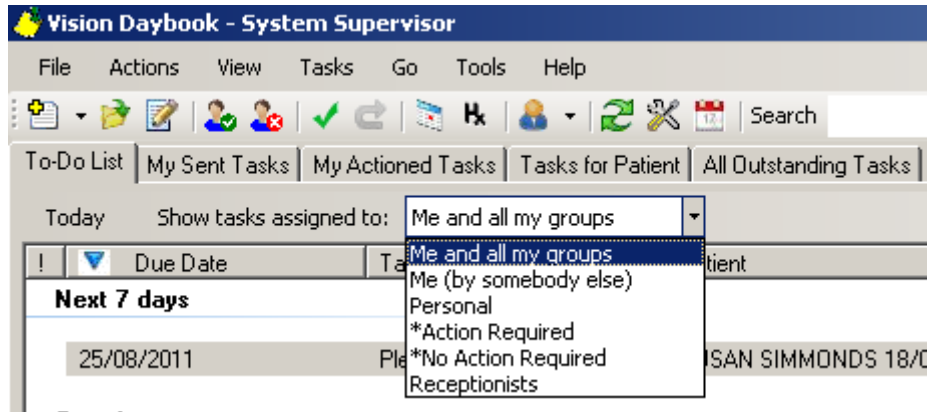 Vision Daybook - System Supervisor
File Actions View Tasks Go Tools Help
Search
To-Do List My Sent Tasks My Actioned Tasks Tasks for Patient All Outstanding Tasks
Today Show tasks assigned to: Me and all my groups
! Due Date
Me and all my groups
Me (by somebody else)
Next 7 days
Personal
*Action Required
25/08/2011
*No Action Required
SIMMONDS
Receptionists